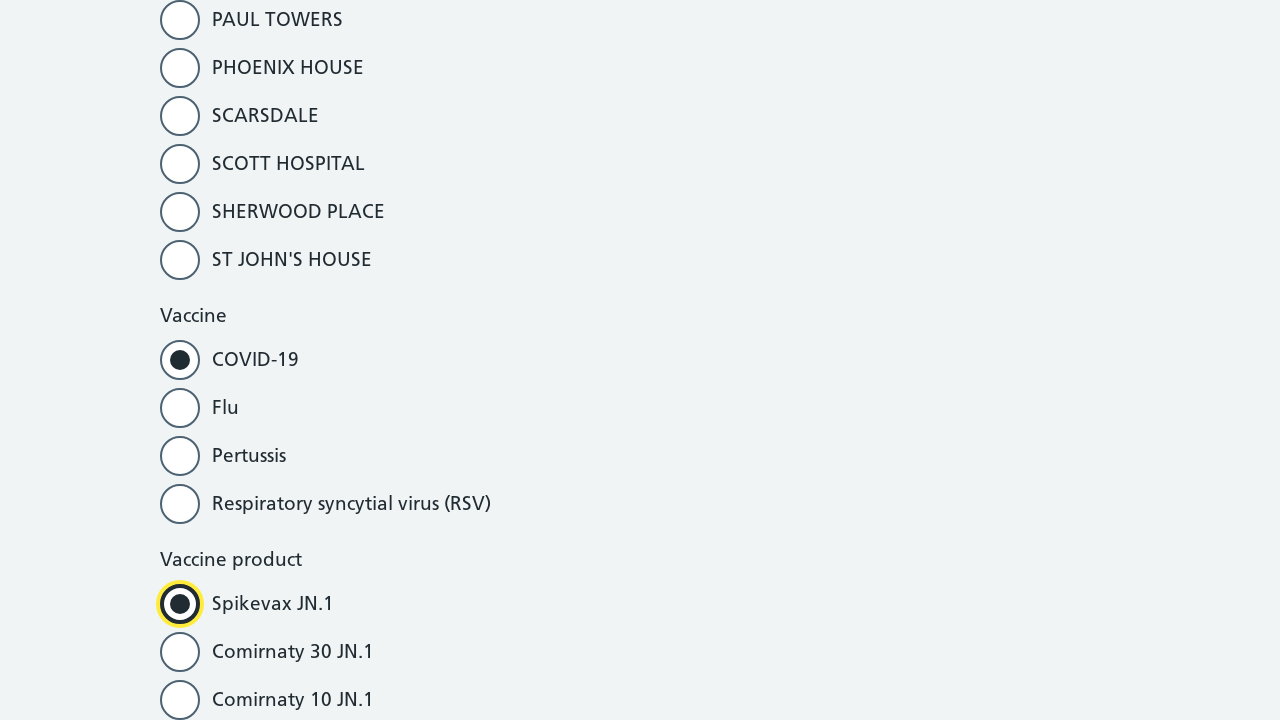 PAUL TOWERS
PHOENIX HOUSE
SCARSDALE
SCOTT HOSPITAL
SHERWOOD PLACE
ST JOHN'S HOUSE
Vaccine
COVID-19
Flu
Pertussis
Respiratory syncytial virus (RSV)
Vaccine product
Spikevax JN.1
Comirnaty 30 JN.1
Comirnaty 10 JN.1